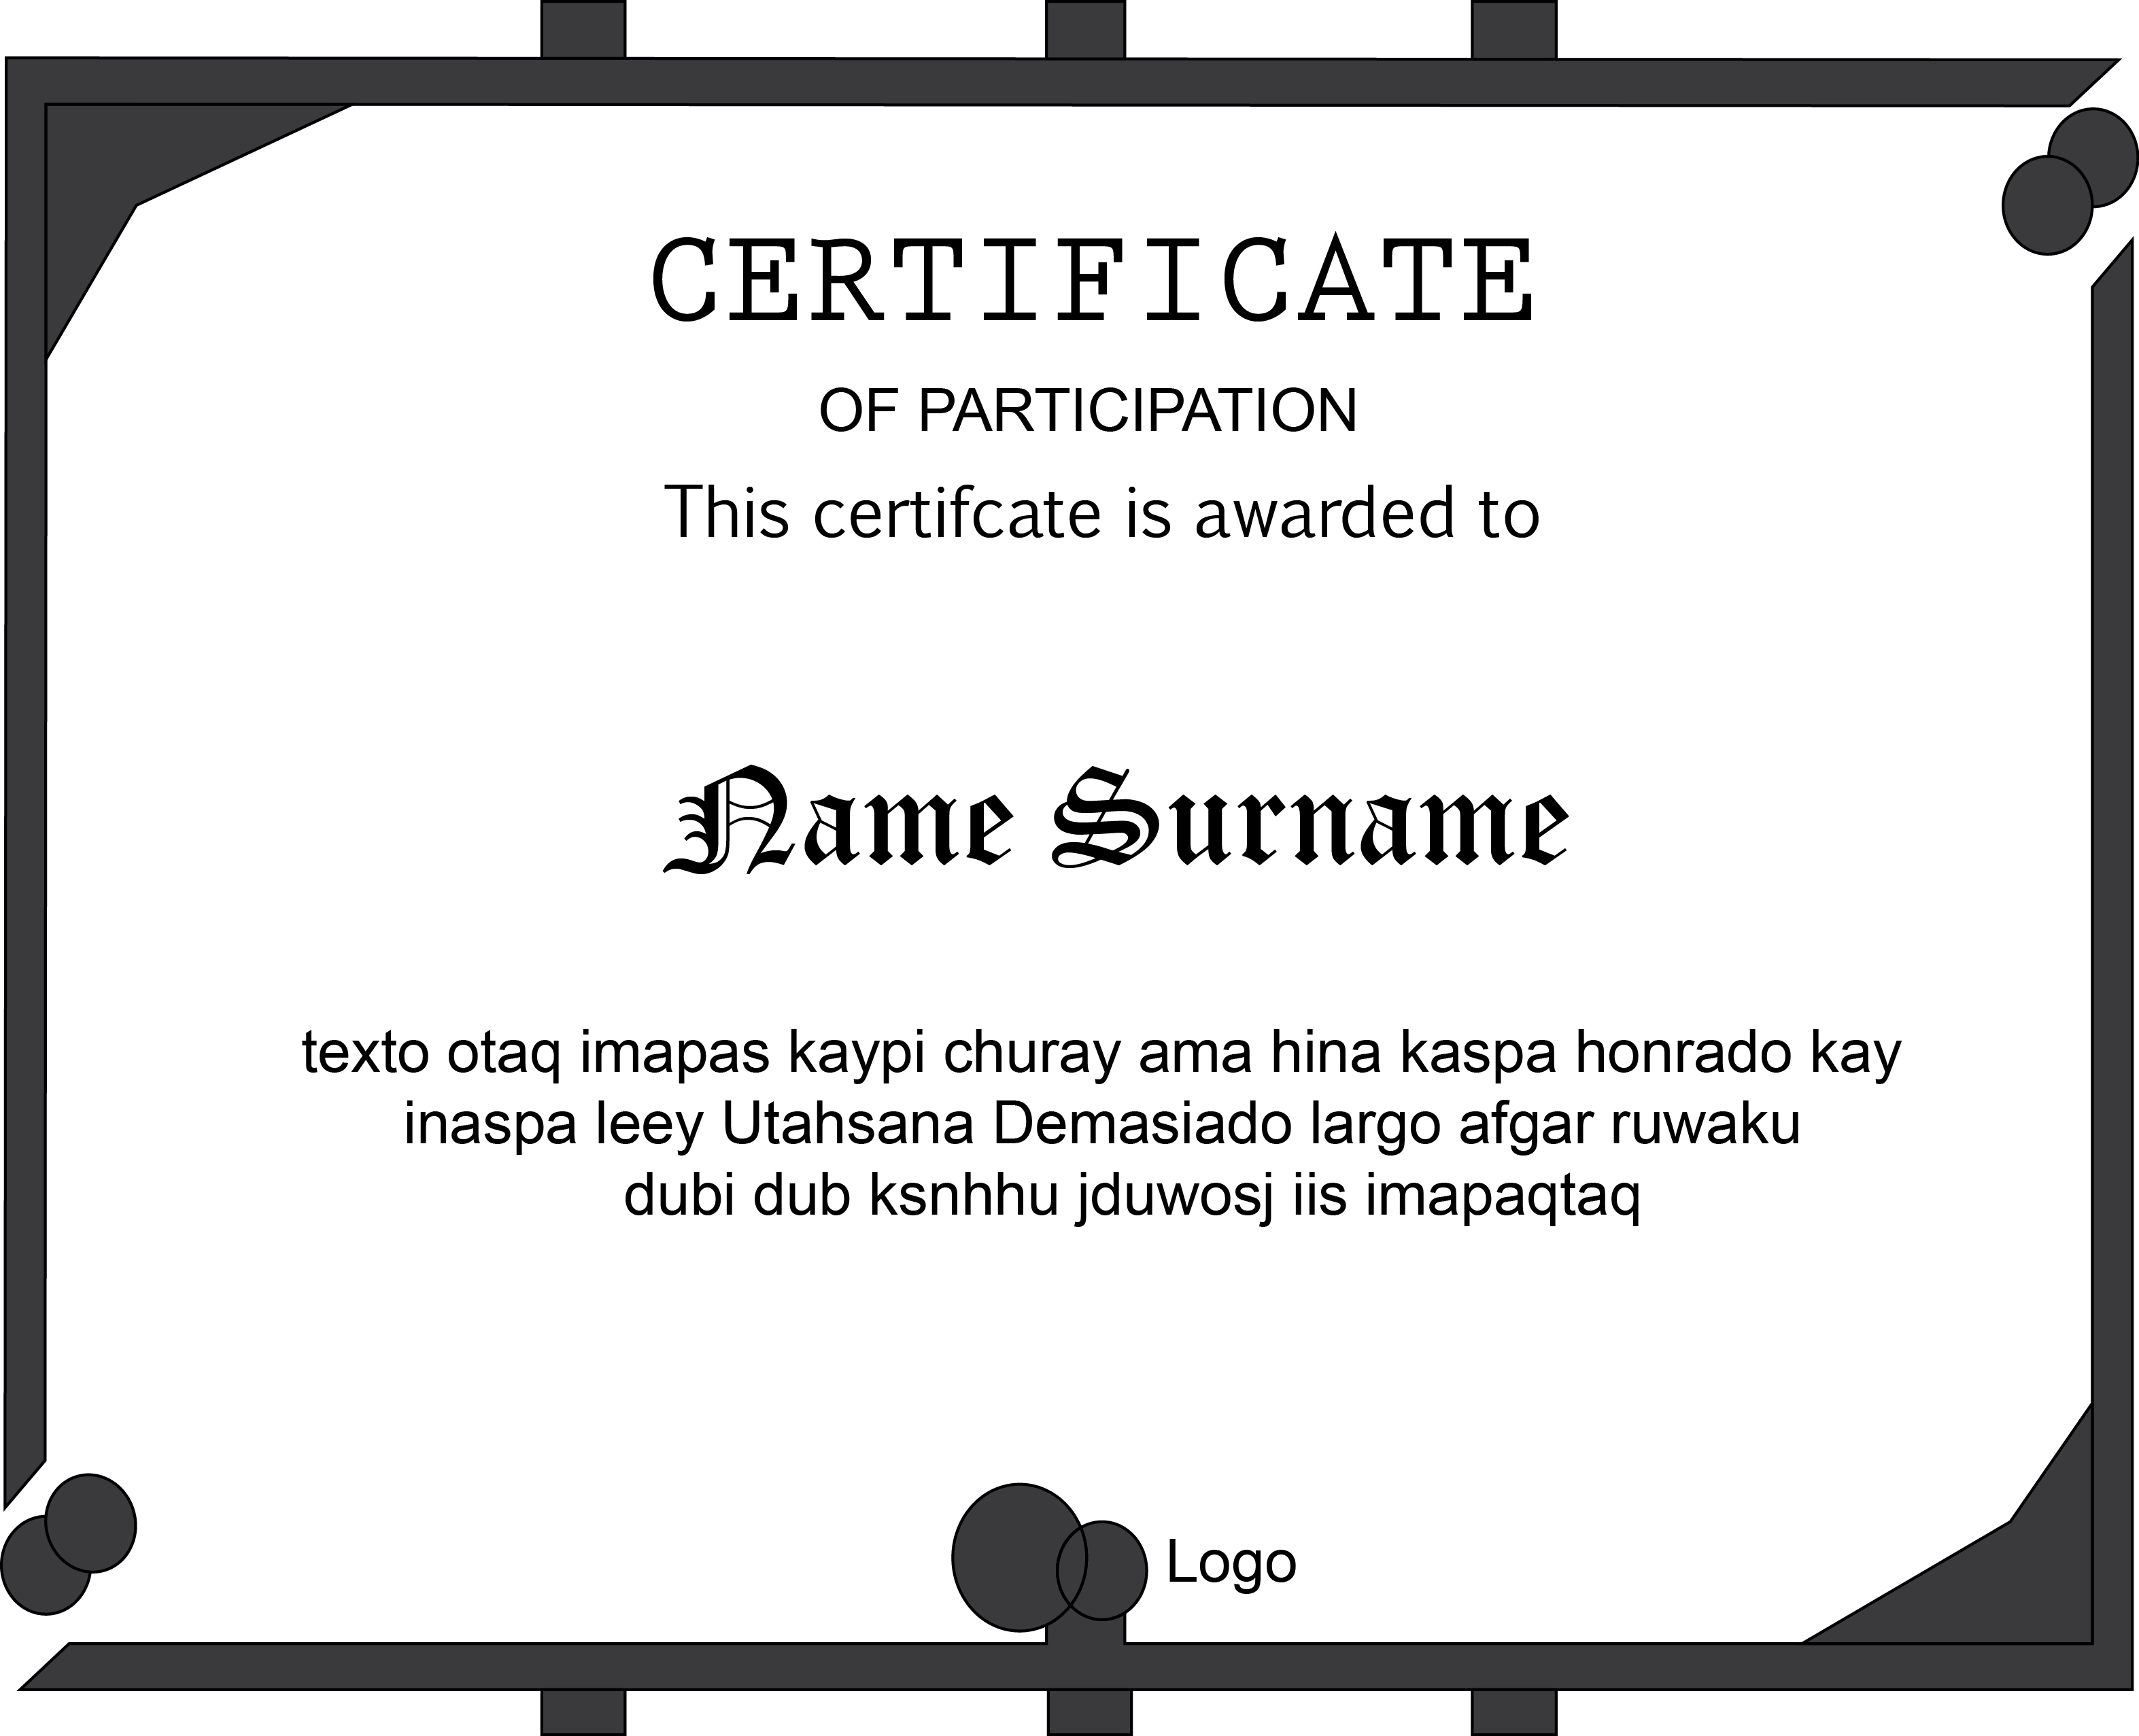 CERTIFICATE
OF PARTICIPATION
This certifcate is awarded to
Name Surname
texto otaq imapas kaypi churay ama hina kaspa honrado kay
inaspa leey Utahsana Demasiado largo afgar ruwaku
dubi dub ksnhhu jduwosj iis imapaqtaq
Logo